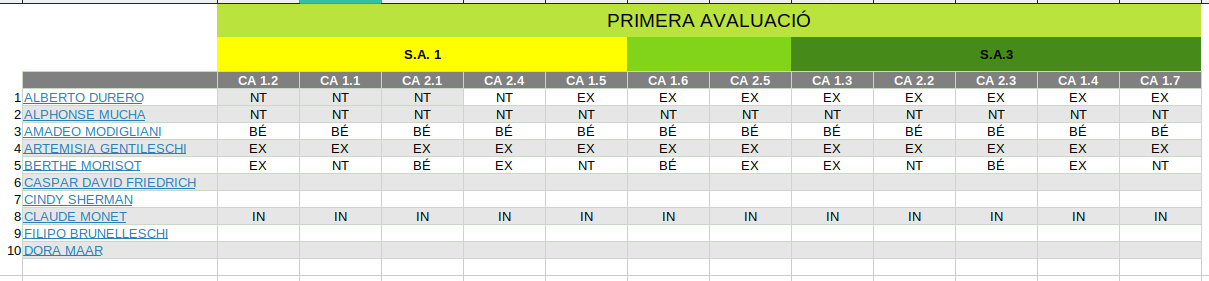 PRIMERA AVALUACIÓ
S.A. 1 S.A.3
CA 1.2 CA 1.1 CA 2.1 CA 2.4 CA 1.5 CA 1.6 CA 2.5 CA 1.3 CA 2.2 CA 2.3 CA 1.4 CA 1.7
1 ALBERTO DURERO NT NT NT NT EX EX EX EX EX EX EX EX
2 ALPHONSE MUCHA NT NT NT NT NT NT NT NT NT NT NT NT
3 AMADEO MODIGLIANI BÉ BÉ BÉ BÉ BÉ BÉ BÉ BÉ BÉ BÉ BÉ BÉ
4 ARTEMISIA GENTILESCHI EX EX EX EX EX EX EX EX EX EX EX EX
5 BERTHE MORISOT EX NT BÉ EX NT BÉ EX EX NT BÉ EX NT
6 CASPAR DAVID FRIEDRICH
7 CINDY SHERMAN
8 CLAUDE MONET IN IN IN IN IN IN IN IN IN IN IN IN
9 FILIPO BRUNELLESCHI
10 DORA MAAR